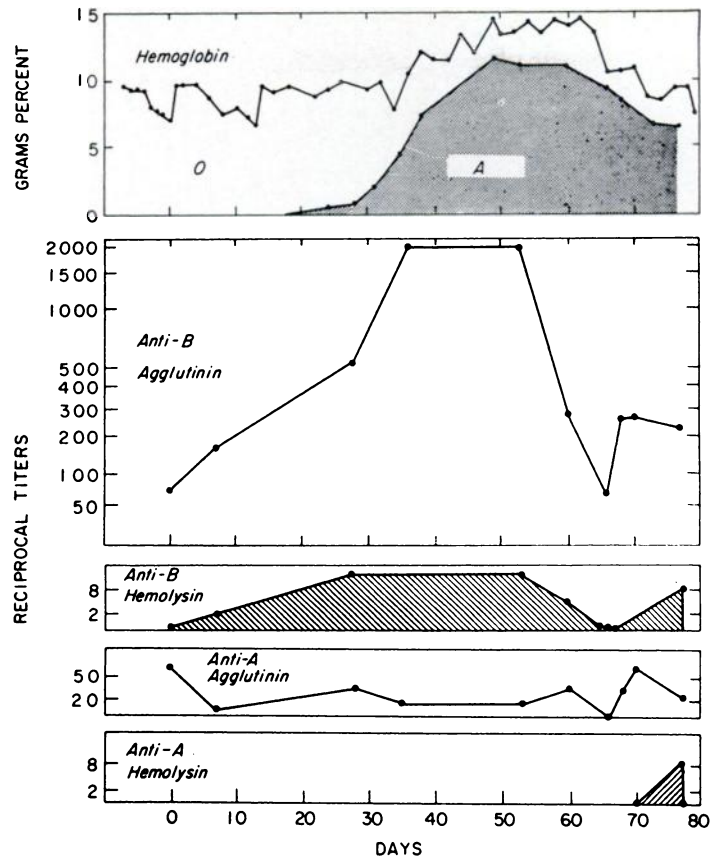 GRAMS PERCENT
15
10
5
0
Hemoglobin
O
A
RECIPROCAL TITERS
2000
1500
1000
500
400
300
200
100
50
Anti-B
Agglutinin
8
2
Anti-B
Hemolysin
50
20
Anti-A
Agglutinin
8
2
Anti-A
Hemolysin
0
10
20
30
40
50
60
70
80
DAYS